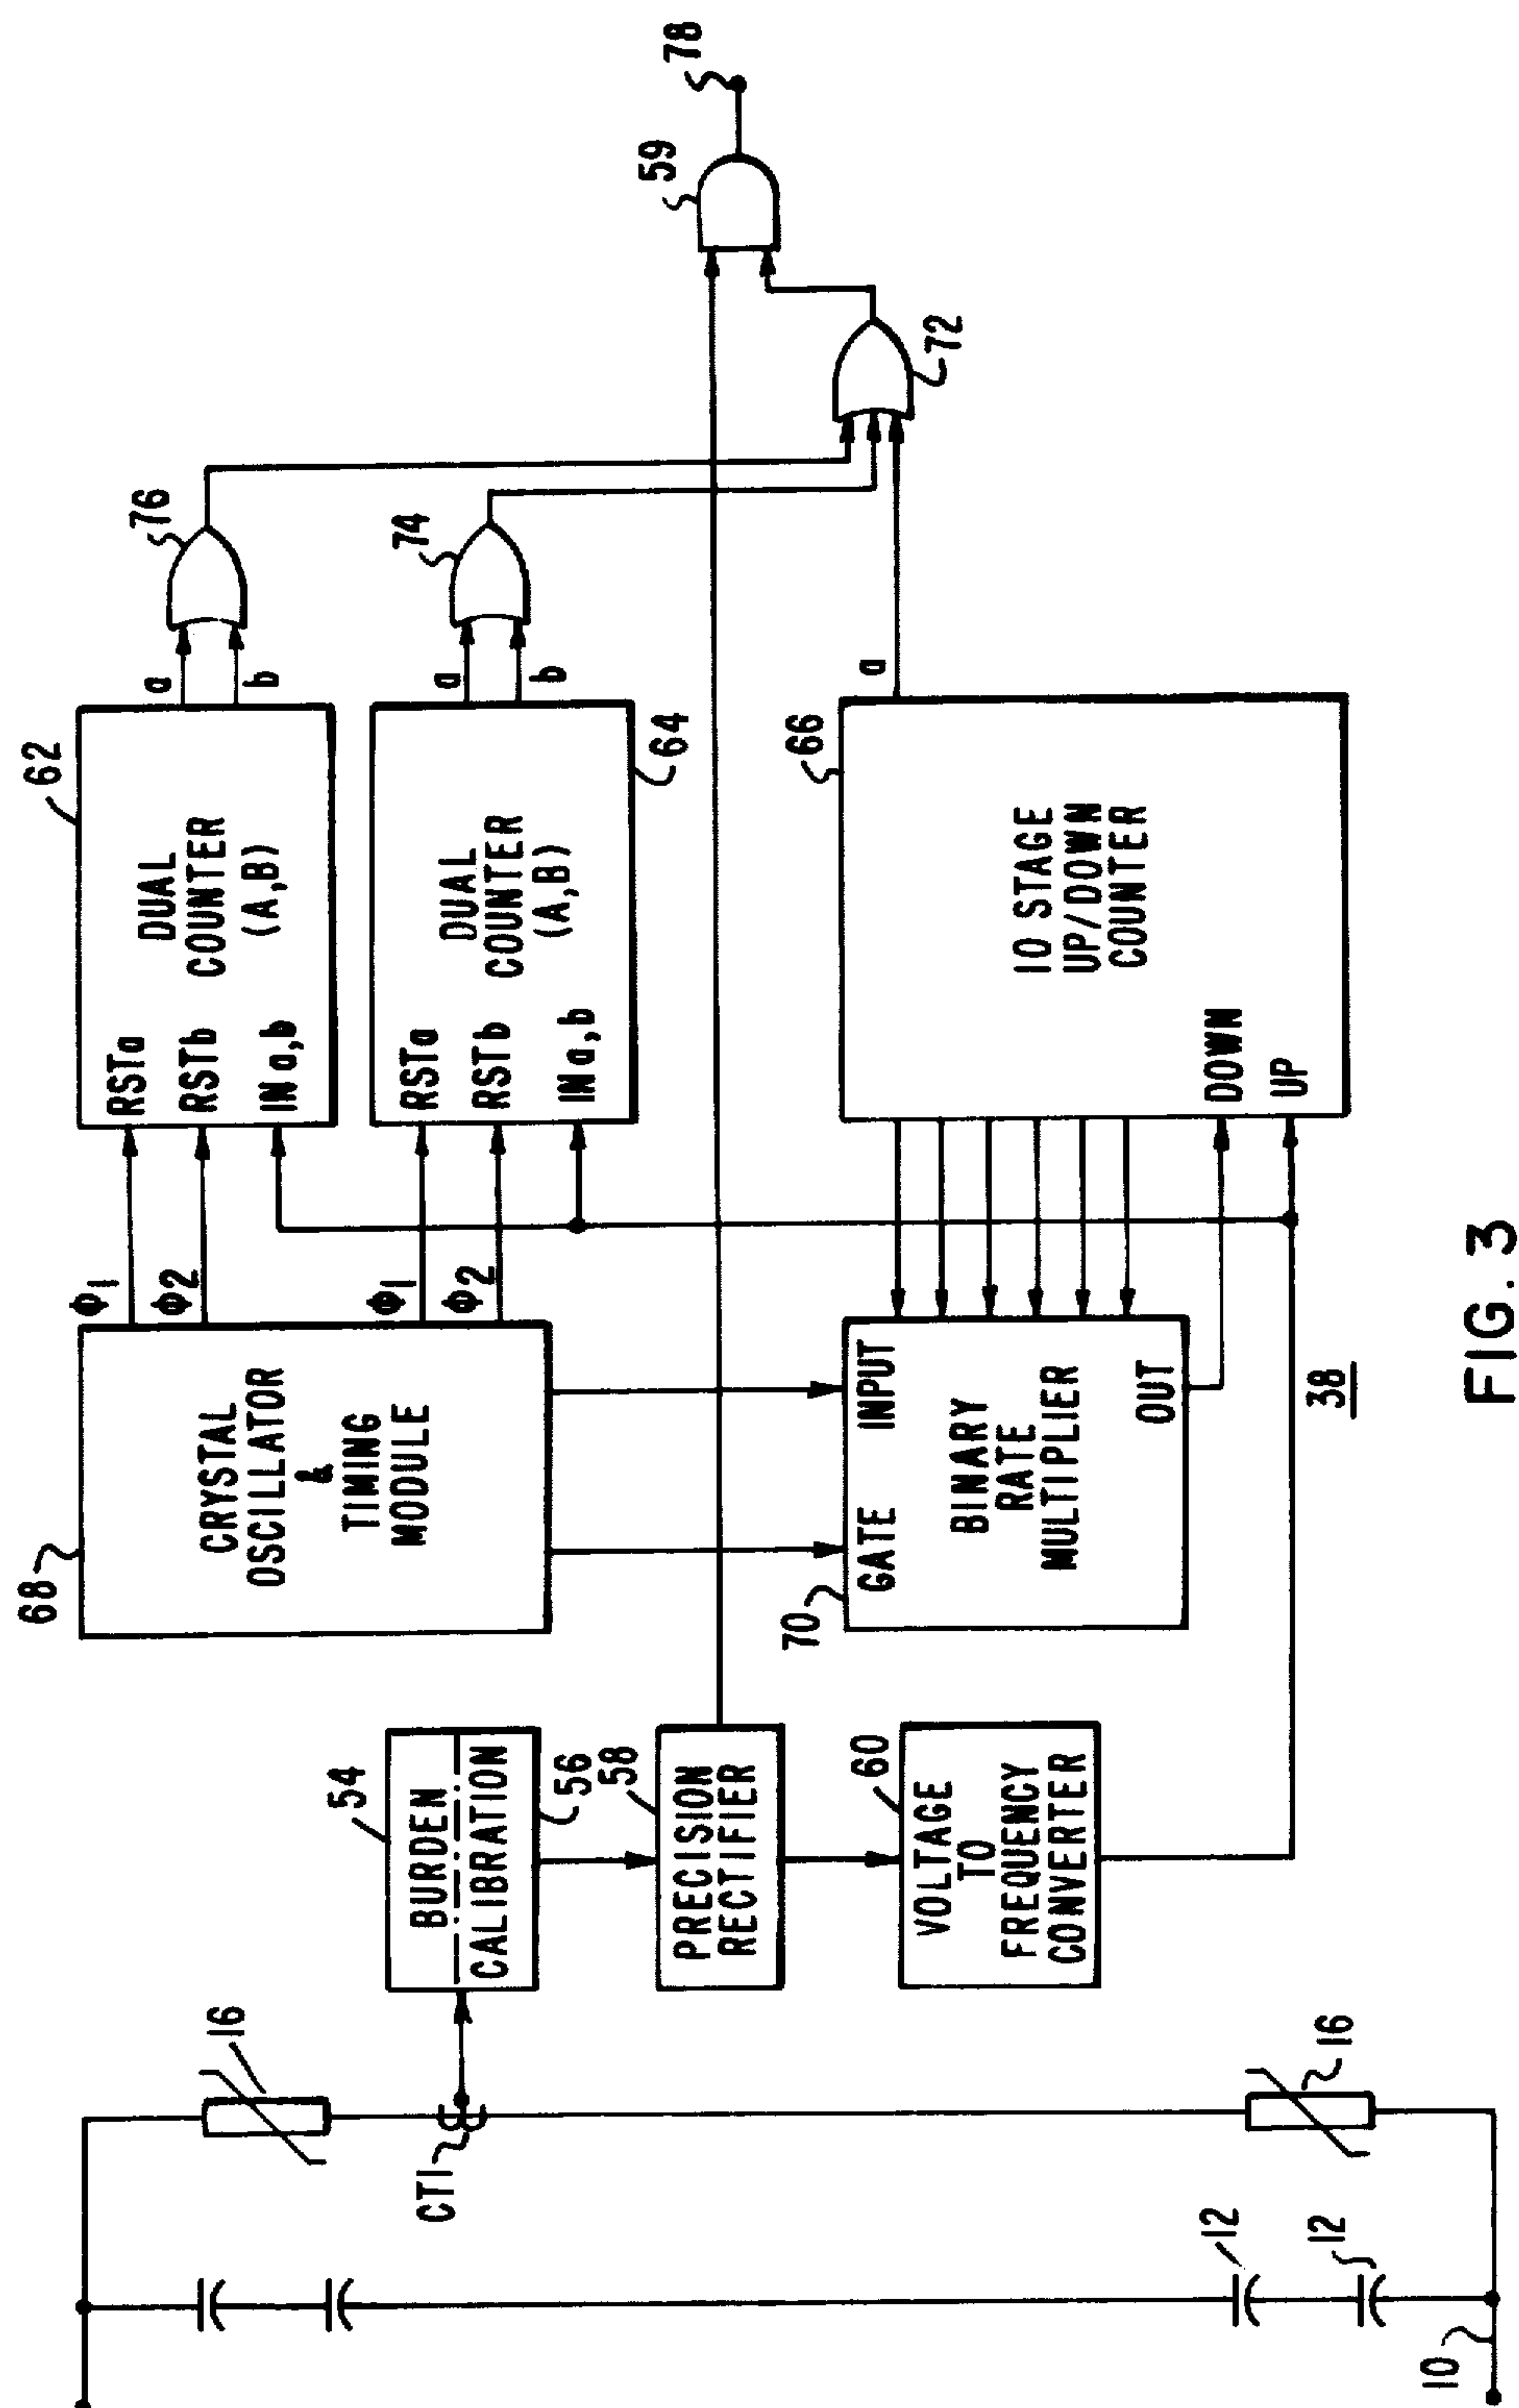 68
CRYSTAL
OSCILLATOR
&
TIMING
MODULE
Φ1
Φ2
Φ1
Φ2
62
RSTa
RSTb
INa,b
DUAL
COUNTER
(A,B)
a
b
76
64
RSTa
RSTb
INa,b
DUAL
COUNTER
(A,B)
a
b
74
16
CT1
16
12
12
10
54
BURDEN
CALIBRATION
56
58
PRECISION
RECTIFIER
60
VOLTAGE
TO
FREQUENCY
CONVERTER
70
GATE
INPUT
BINARY
RATE
MULTIPLIER
OUT
66
10 STAGE
UP/DOWN
COUNTER
DOWN
UP
a
72
59
78
38
FIG. 3